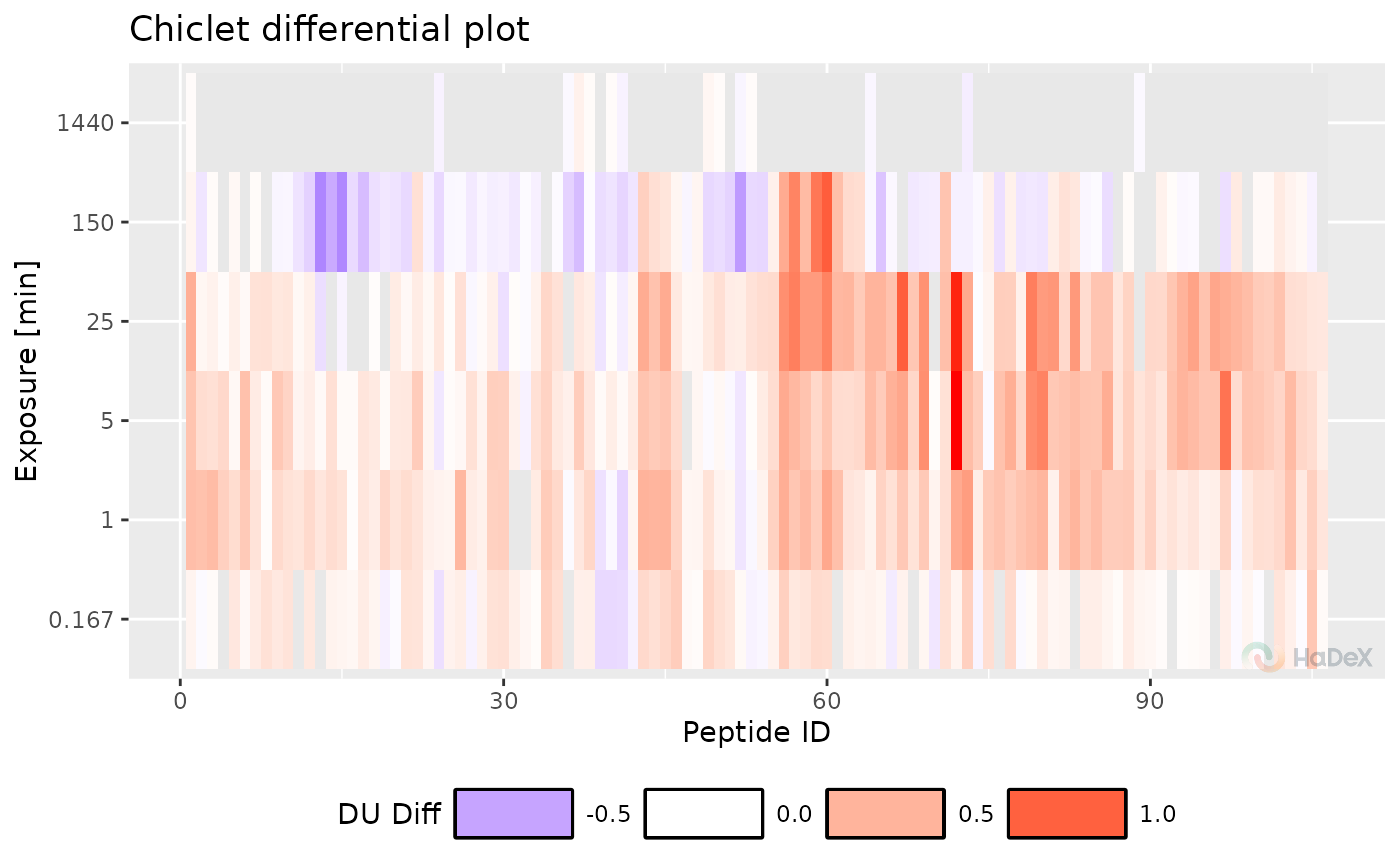 Chiclet differential plot
Exposure [min]
1440
150
25
5
1
0.167
HaDeX
0 30 60 90
Peptide ID
DU Diff -0.5 0.0 0.5 1.0